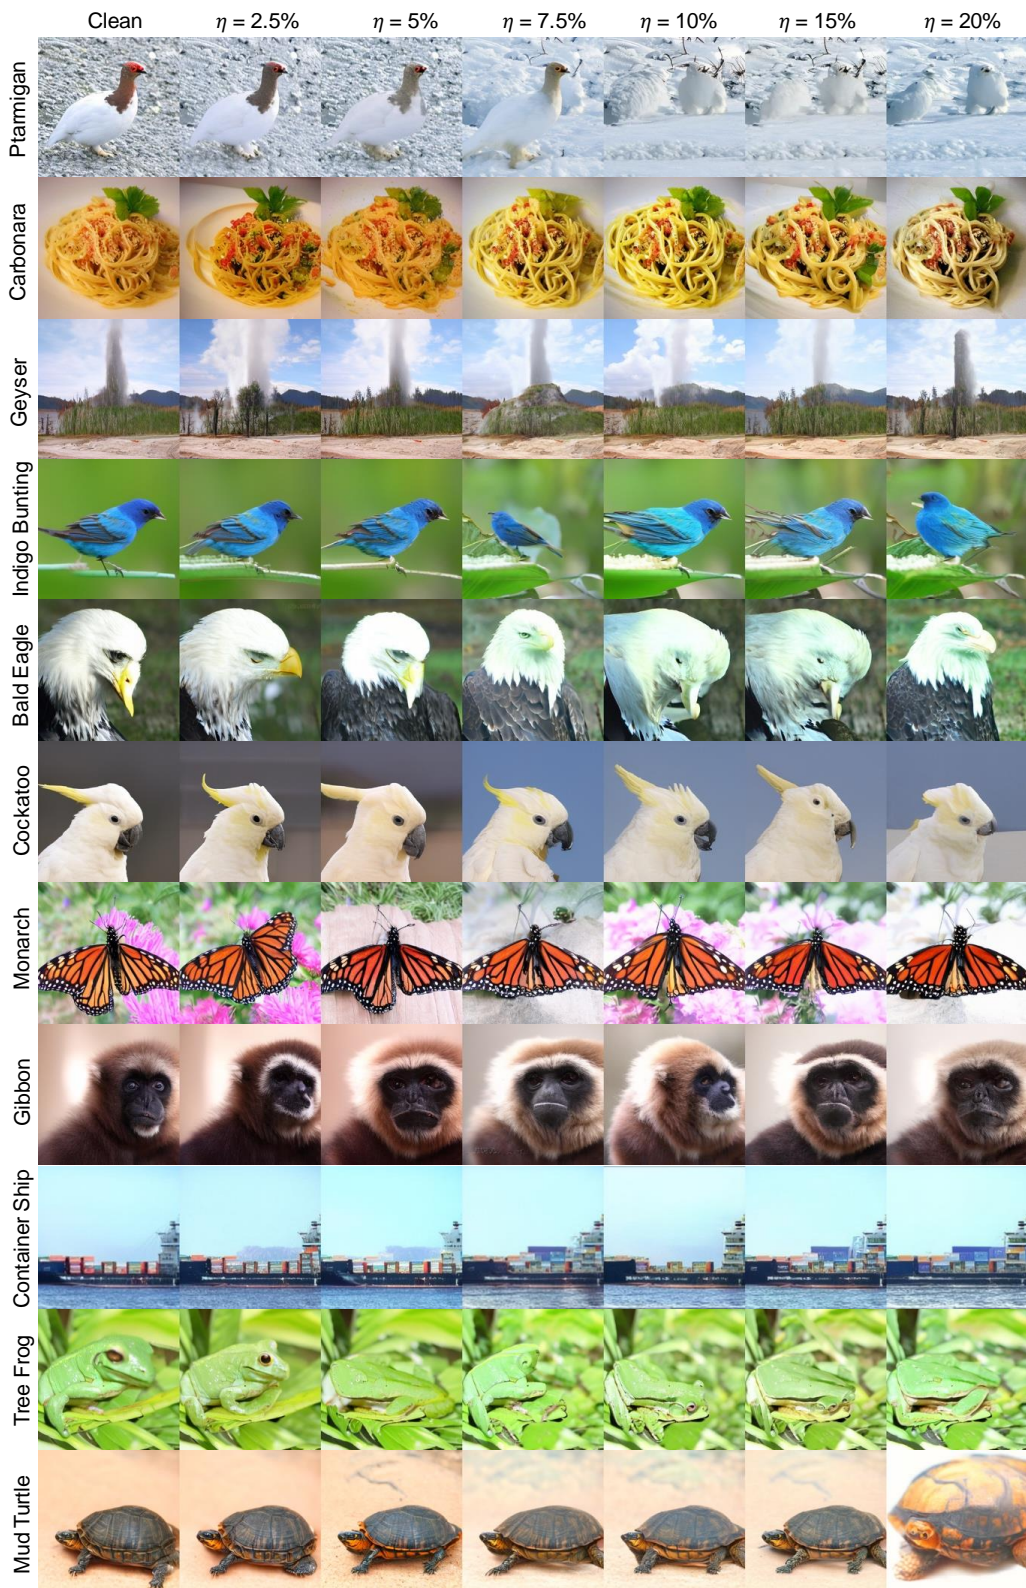 Clean η = 2.5% η = 5% η = 7.5% η = 10% η = 15% η = 20%
Ptarmigan
Carbonara
Geyser
Indigo Bunting
Bald Eagle
Cockatoo
Monarch
Gibbon
Container Ship
Tree Frog
Mud Turtle